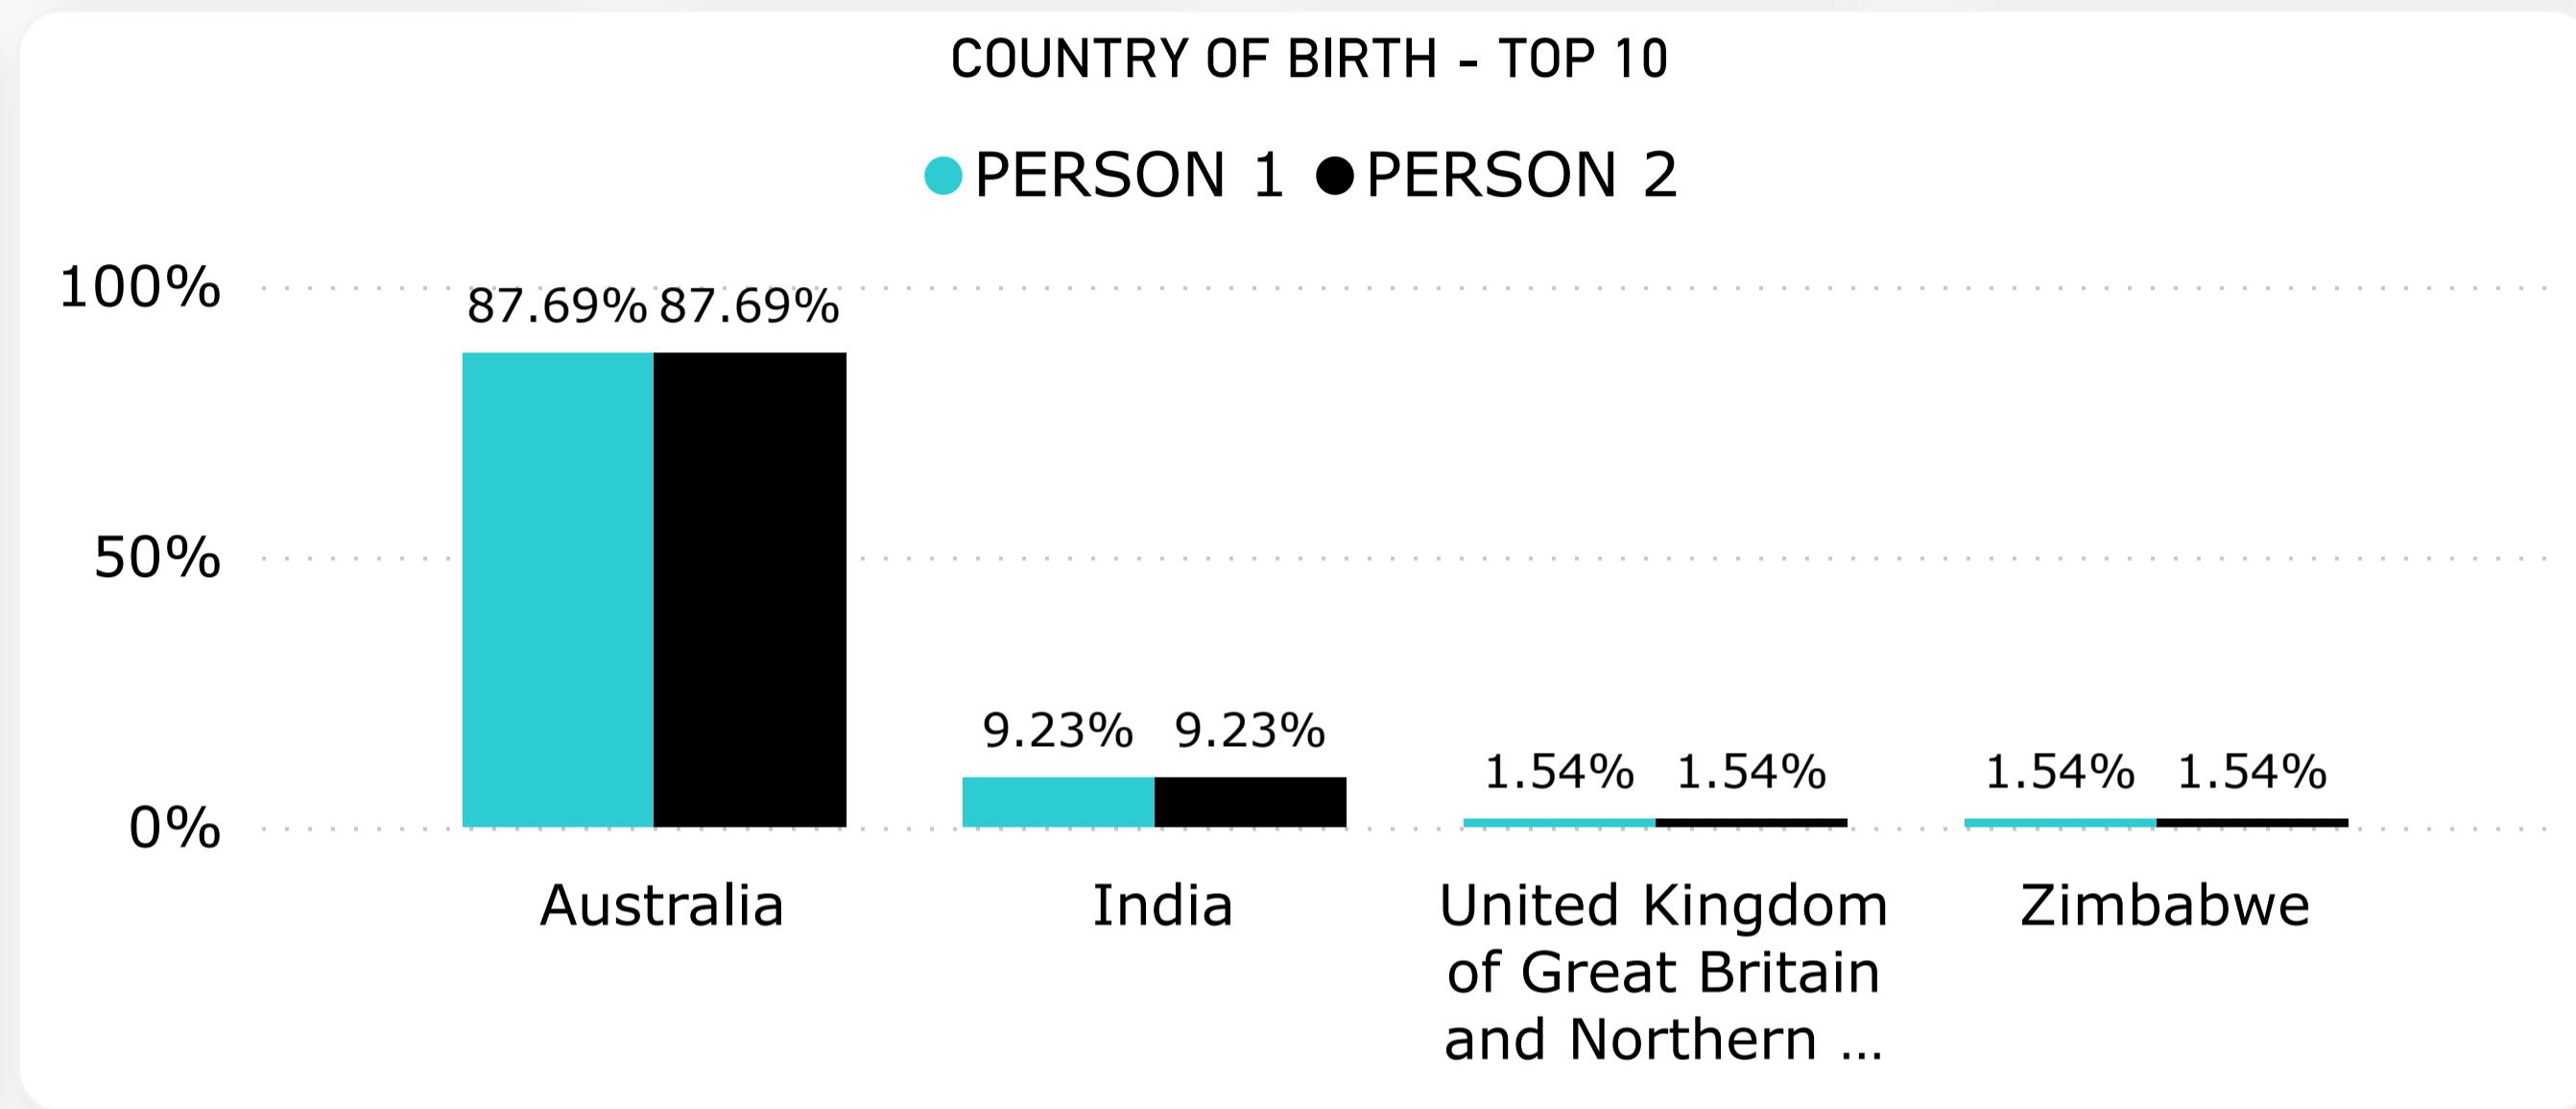 COUNTRY OF BIRTH - TOP 10
PERSON 1 PERSON 2
100%
87.69% 87.69%
50%
9.23% 9.23%
1.54% 1.54% 1.54% 1.54%
0%
Australia India United Kingdom Zimbabwe
of Great Britain
and Northern ...